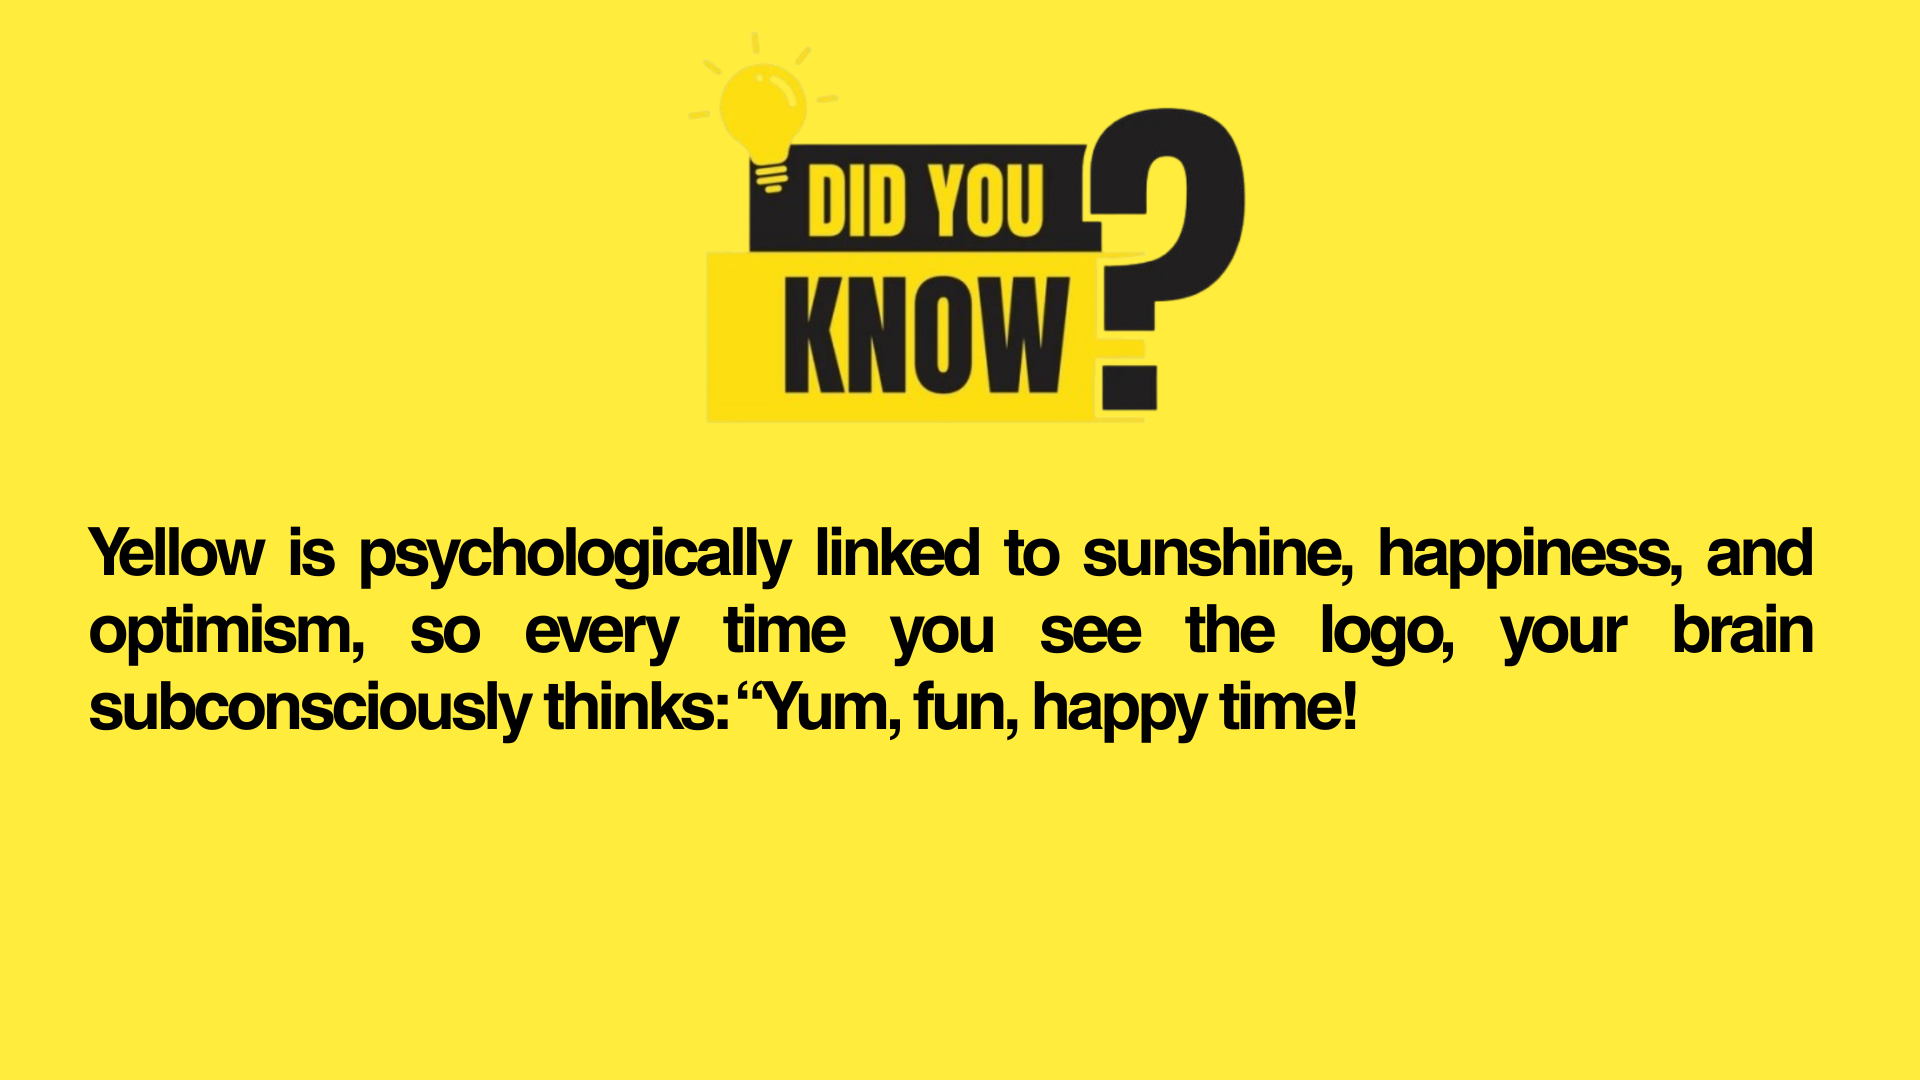 DID YOU
KNOW?
Yellow is psychologically linked to sunshine, happiness, and
optimism, so every time you see the logo, your brain
subconsciously thinks: “Yum, fun, happy time!